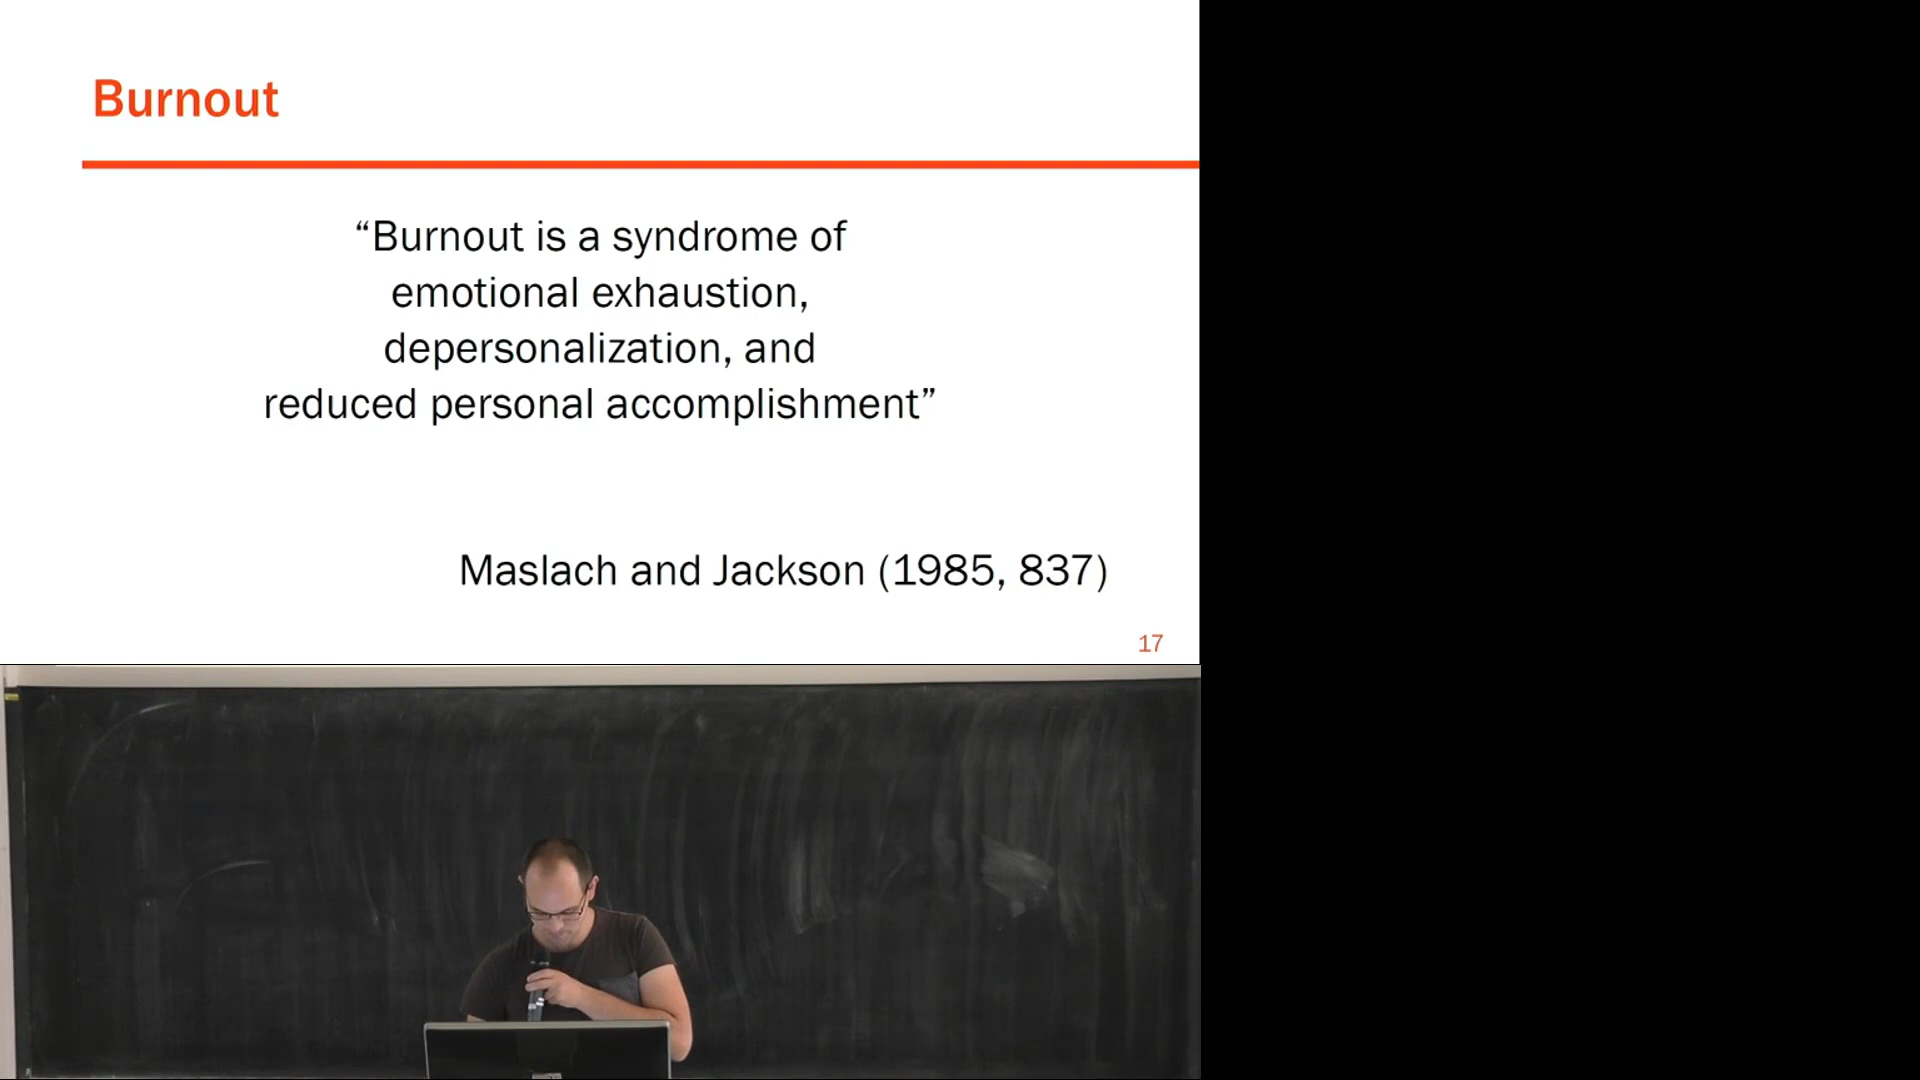 Burnout
“Burnout is a syndrome of
emotional exhaustion,
depersonalization, and
reduced personal accomplishment”
Maslach and Jackson (1985, 837)
17